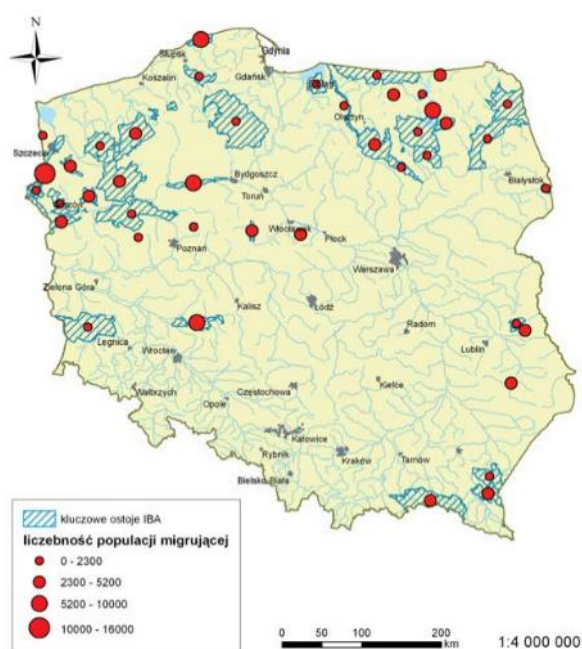 N
Słupsk
Gdynia
Koszalin
Gdańsk
Olsztyn
Szczecin
Bydgoszcz
Białystok
Toruń
Włocławek
Płock
Poznań
Warszawa
Zielona Góra
Kalisz
Łódź
Radom
Legnica
Lublin
Wrocław
Wałbrzych
Częstochowa
Kielce
Opole
Katowice
Rybnik
Kraków
Tarnów
Bielsko-Biała
kluczowe ostoje IBA
liczebność populacji migrującej
0 - 2300
2300 - 5200
5200 - 10000
10000 - 16000
0 50 100 200
km
1:4 000 000